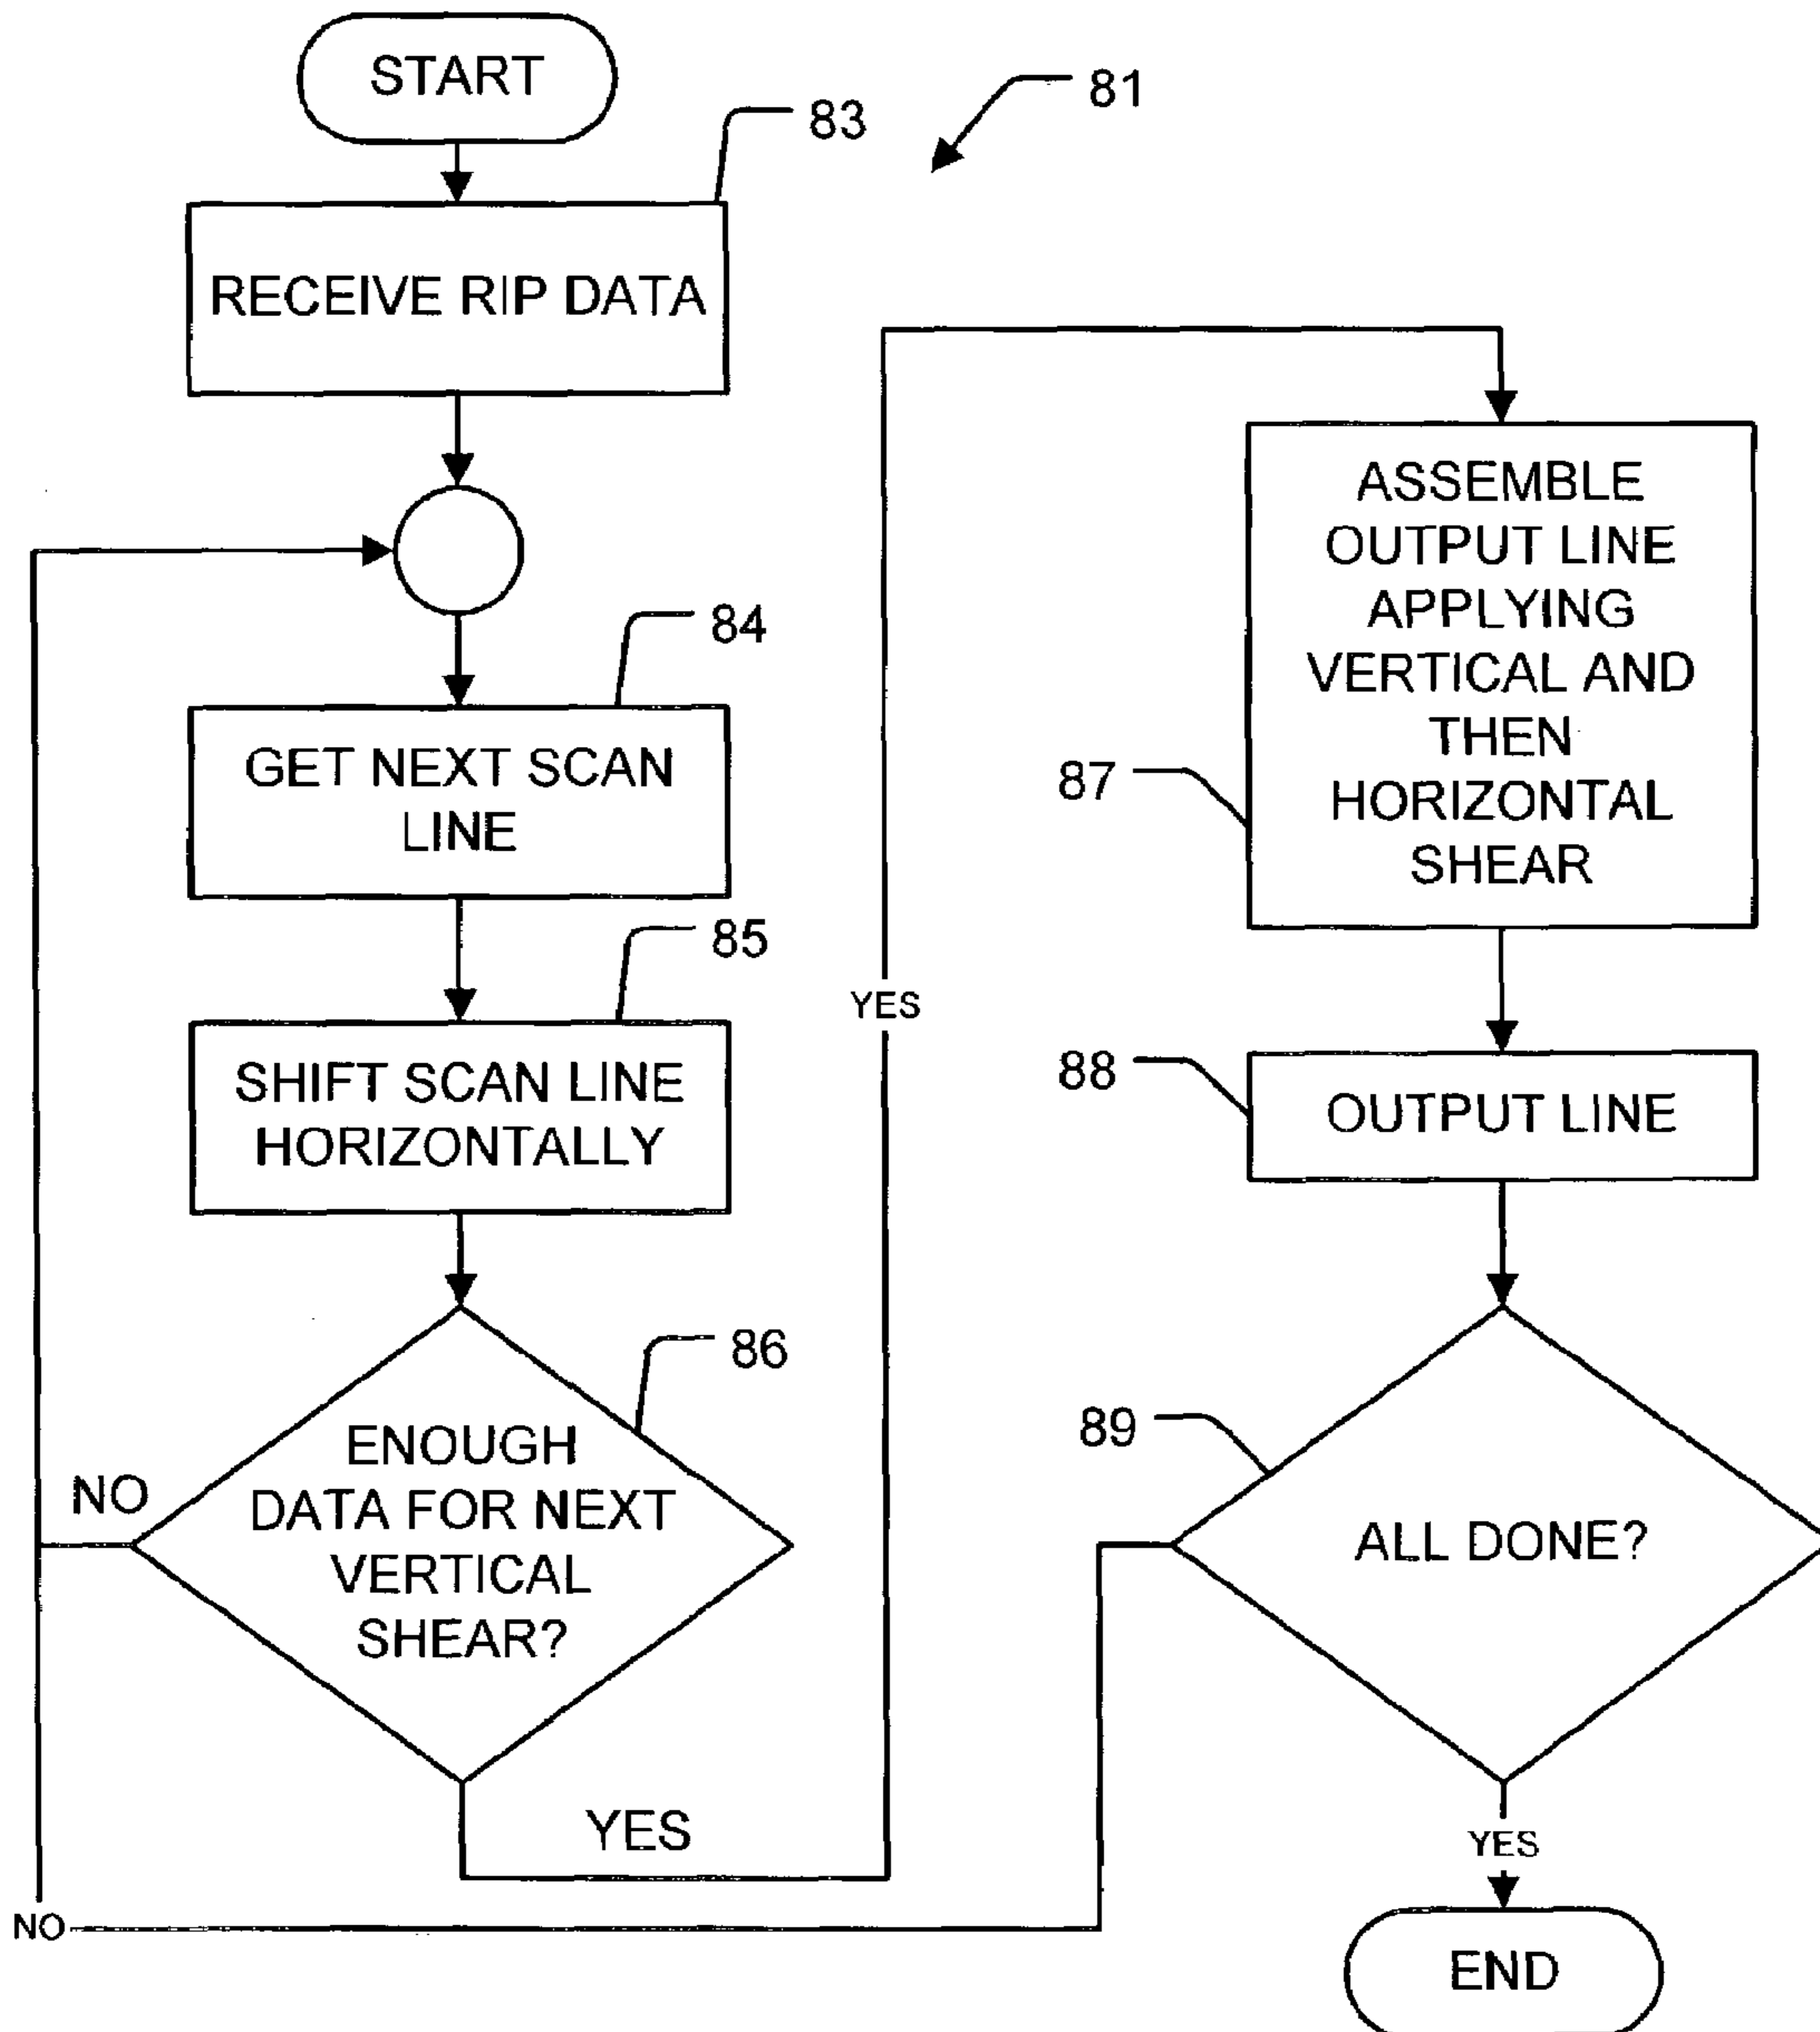 START
81
83
RECEIVE RIP DATA
84
GET NEXT SCAN
LINE
85
SHIFT SCAN LINE
HORIZONTALLY
86
ENOUGH
DATA FOR NEXT
VERTICAL
SHEAR?
NO
YES
YES
ASSEMBLE
OUTPUT LINE
APPLYING
VERTICAL AND
THEN
HORIZONTAL
SHEAR
87
88
OUTPUT LINE
89
ALL DONE?
NO
YES
END